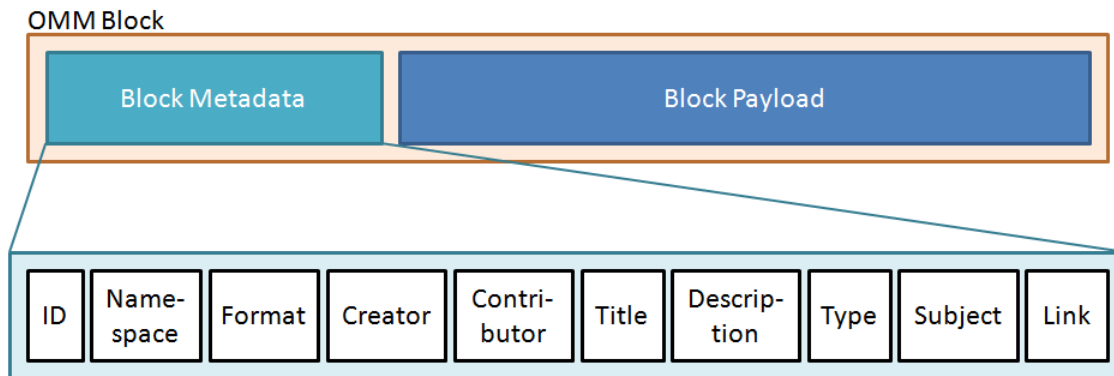 OMM Block
Block Metadata
Block Payload
ID
Name-
space
Format
Creator
Contri-
butor
Title
Descrip-
tion
Type
Subject
Link